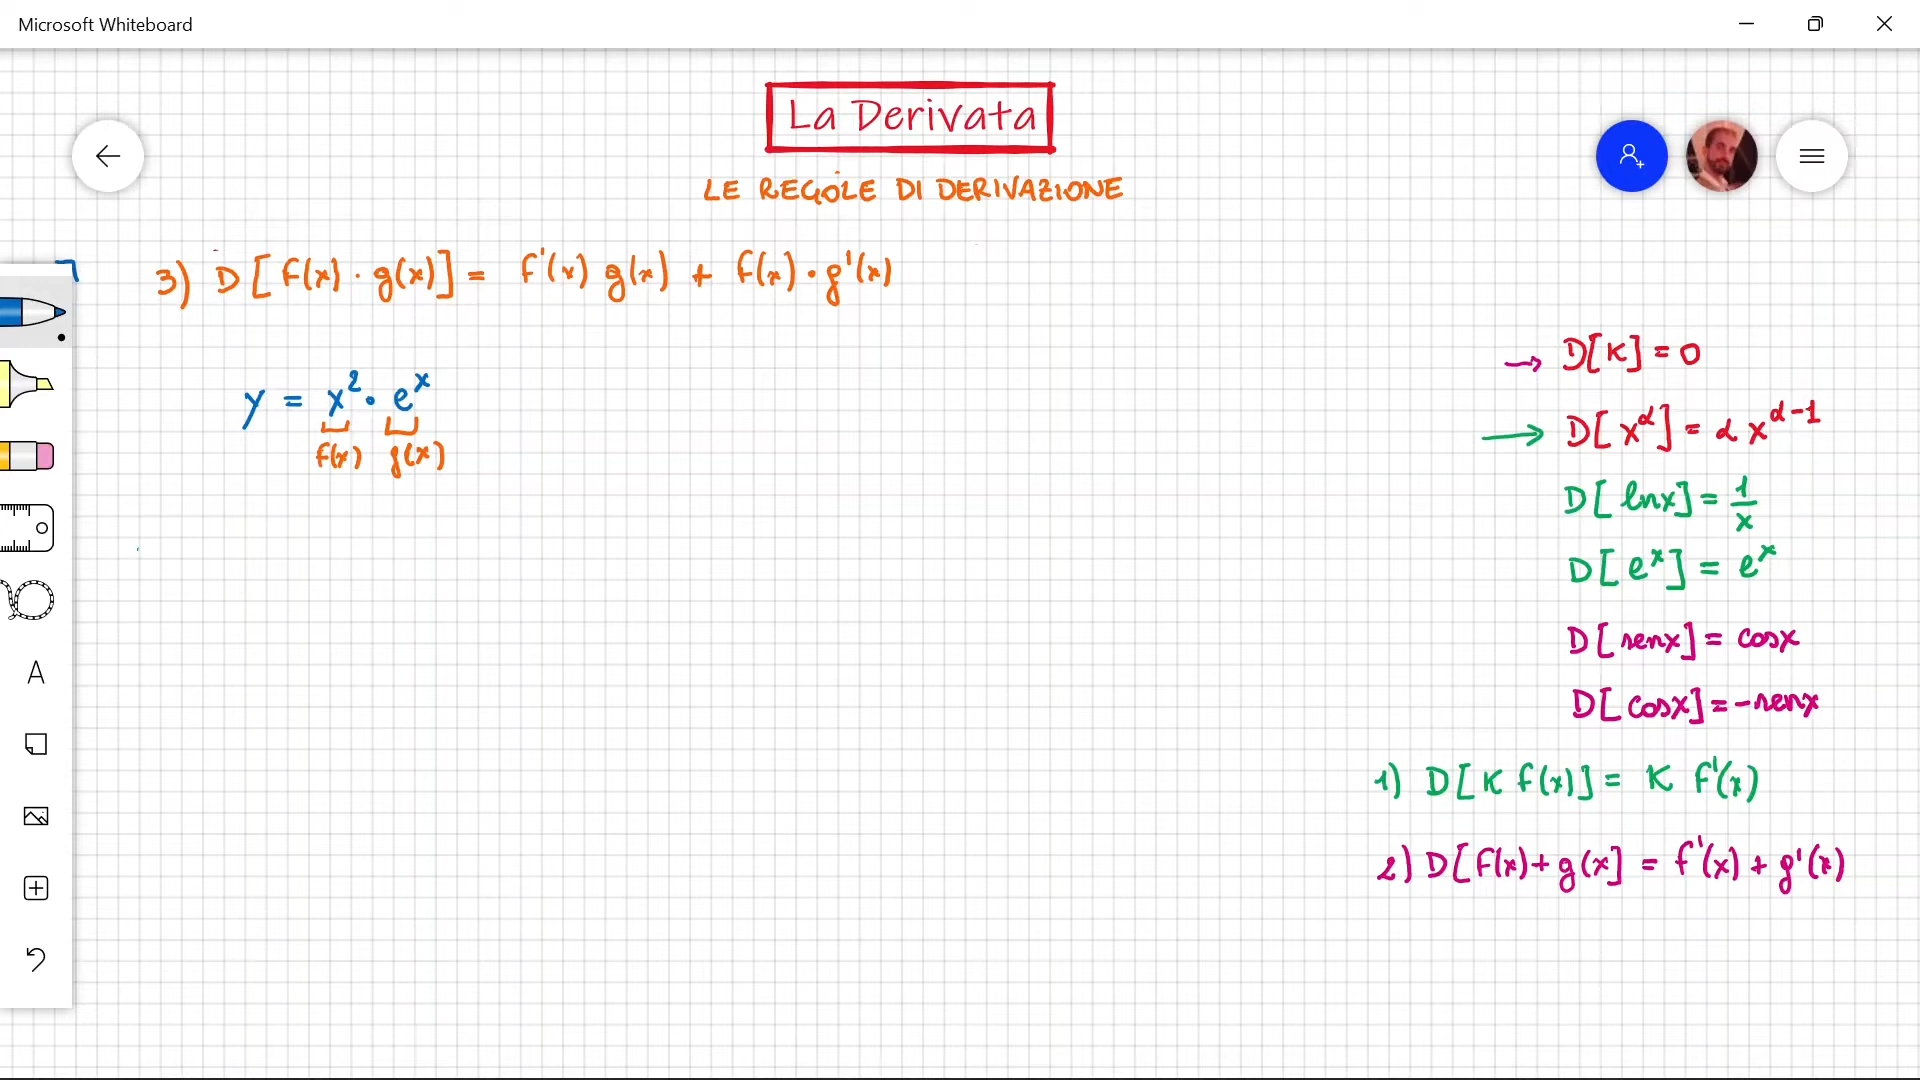 Microsoft Whiteboard
La Derivata
LE REGOLE DI DERIVAZIONE
3) D[f(x)·g(x)] = f'(x) g(x) + f(x)·g'(x)
y = x²·eˣ
f(x) g(x)
→ D[K] = 0
→ D[x^α] = α x^(α-1)
D[lnx] = 1/x
D[eˣ] = eˣ
D[senx] = cosx
D[cosx] = -senx
1) D[K f(x)] = K f'(x)
2) D[f(x)+g(x] = f'(x) + g'(x)
A